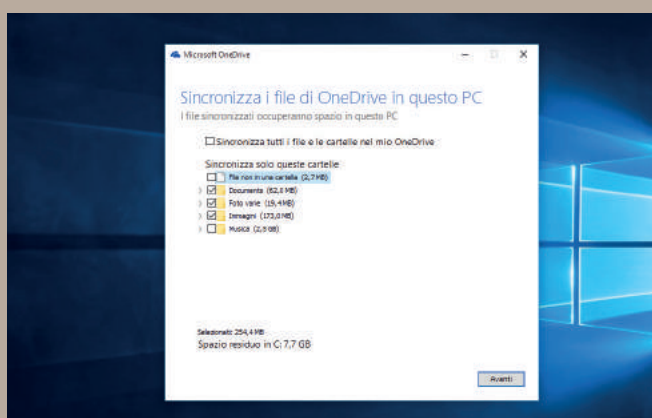 Microsoft OneDrive
Sincronizza i file di OneDrive in questo PC
I file sincronizzati occuperanno spazio in questo PC
Sincronizza tutti i file e le cartelle nel mio OneDrive
Sincronizza solo queste cartelle
File non in una cartella (2,7 MB)
Documents (62,0 MB)
Foto varie (19,4 MB)
Immagini (173,0 MB)
Musica (2,5 GB)
Selezionati: 254,4 MB
Spazio residuo in C: 7,7 GB
Avanti